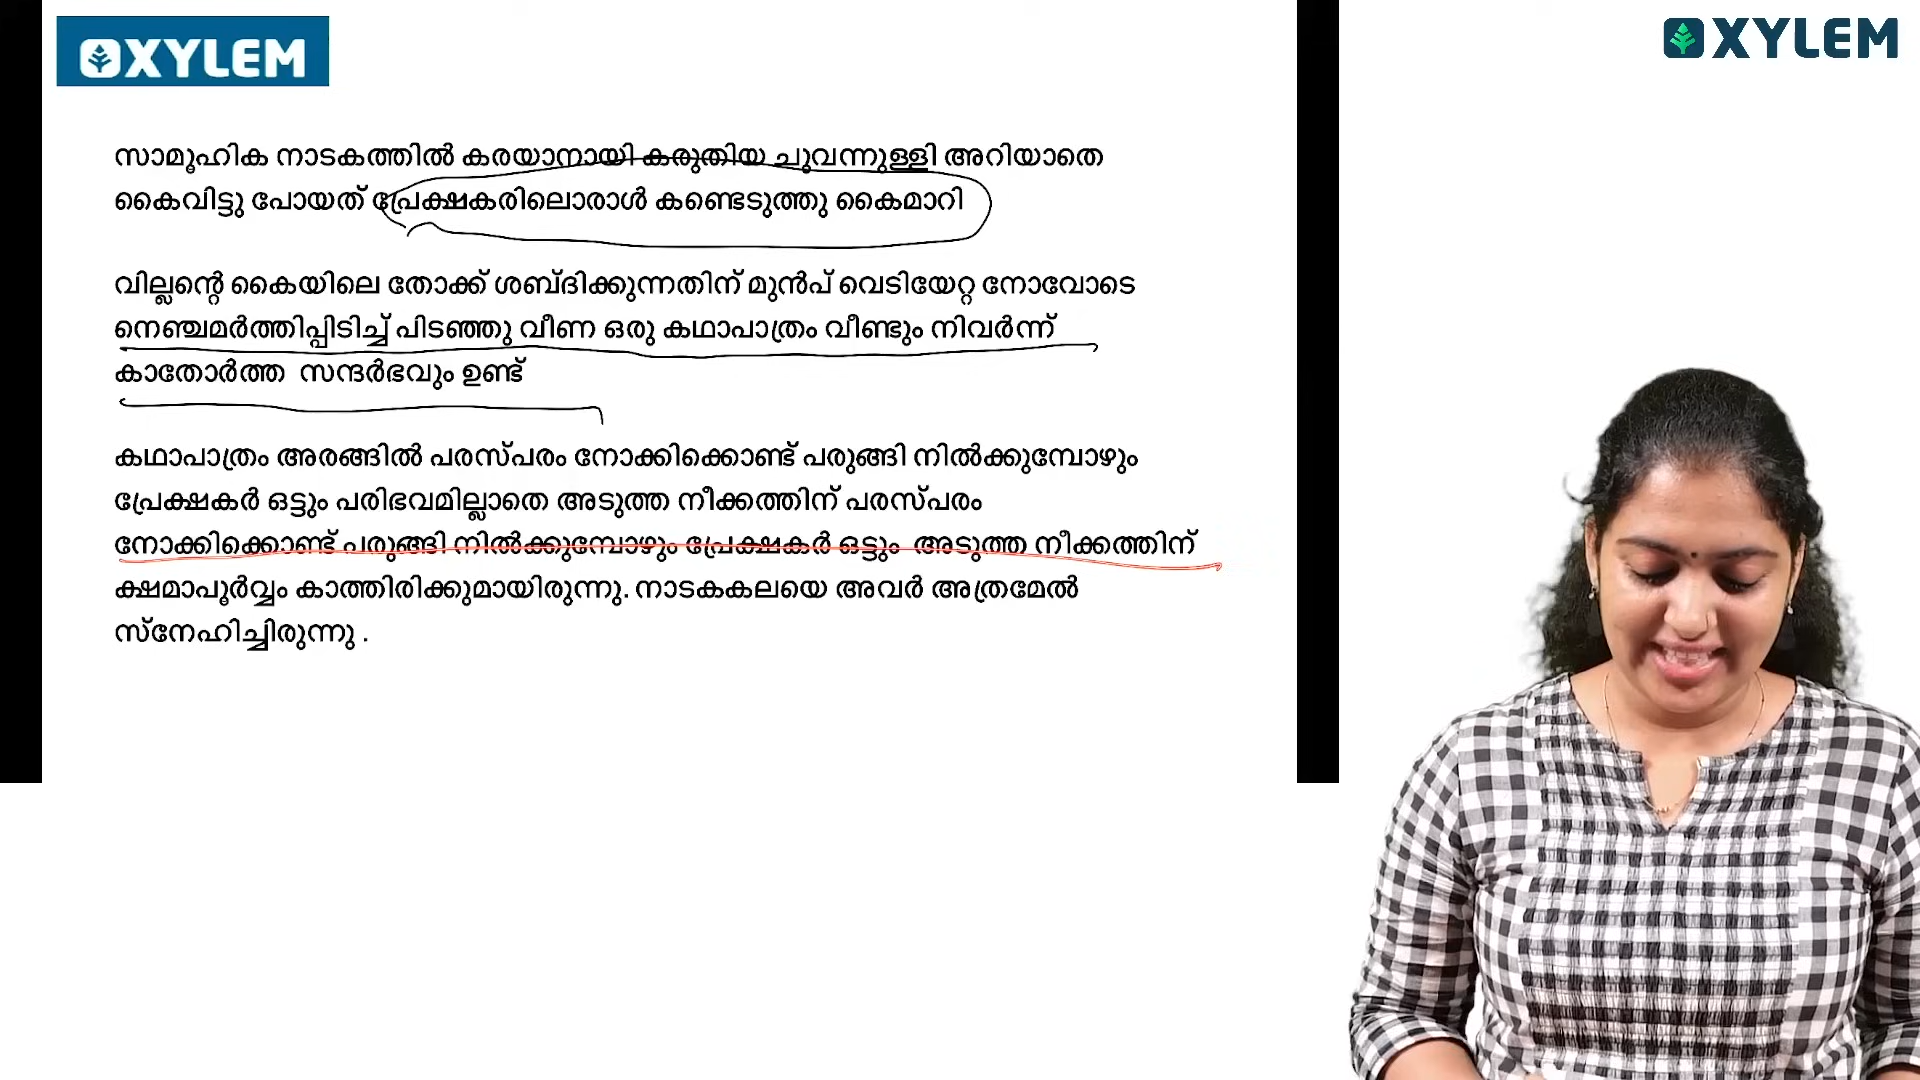 XYLEM
XYLEM
സാമൂഹിക നാടകത്തിൽ കരയാനായി കരുതിയ ചുവന്നുള്ളി അറിയാതെ
കൈവിട്ടു പോയത് പ്രേക്ഷകരിലൊരാൾ കണ്ടെടുത്തു കൈമാറി
വില്ലന്റെ കൈയിലെ തോക്ക് ശബ്ദിക്കുന്നതിന് മുൻപ് വെടിയേറ്റ നോവോടെ
നെഞ്ചമർത്തിപ്പിടിച്ച് പിടഞ്ഞു വീണ ഒരു കഥാപാത്രം വീണ്ടും നിവർന്ന്
കാതോർത്ത സന്ദർഭവും ഉണ്ട്
കഥാപാത്രം അരങ്ങിൽ പരസ്പരം നോക്കിക്കൊണ്ട് പരുങ്ങി നിൽക്കുമ്പോഴും
പ്രേക്ഷകർ ഒട്ടും പരിഭവമില്ലാതെ അടുത്ത നീക്കത്തിന് പരസ്പരം
നോക്കിക്കൊണ്ട് പരുങ്ങി നിൽക്കുമ്പോഴും പ്രേക്ഷകർ ഒട്ടും അടുത്ത നീക്കത്തിന്
ക്ഷമാപൂർവ്വം കാത്തിരിക്കുമായിരുന്നു. നാടകകലയെ അവർ അത്രമേൽ
സ്നേഹിച്ചിരുന്നു .